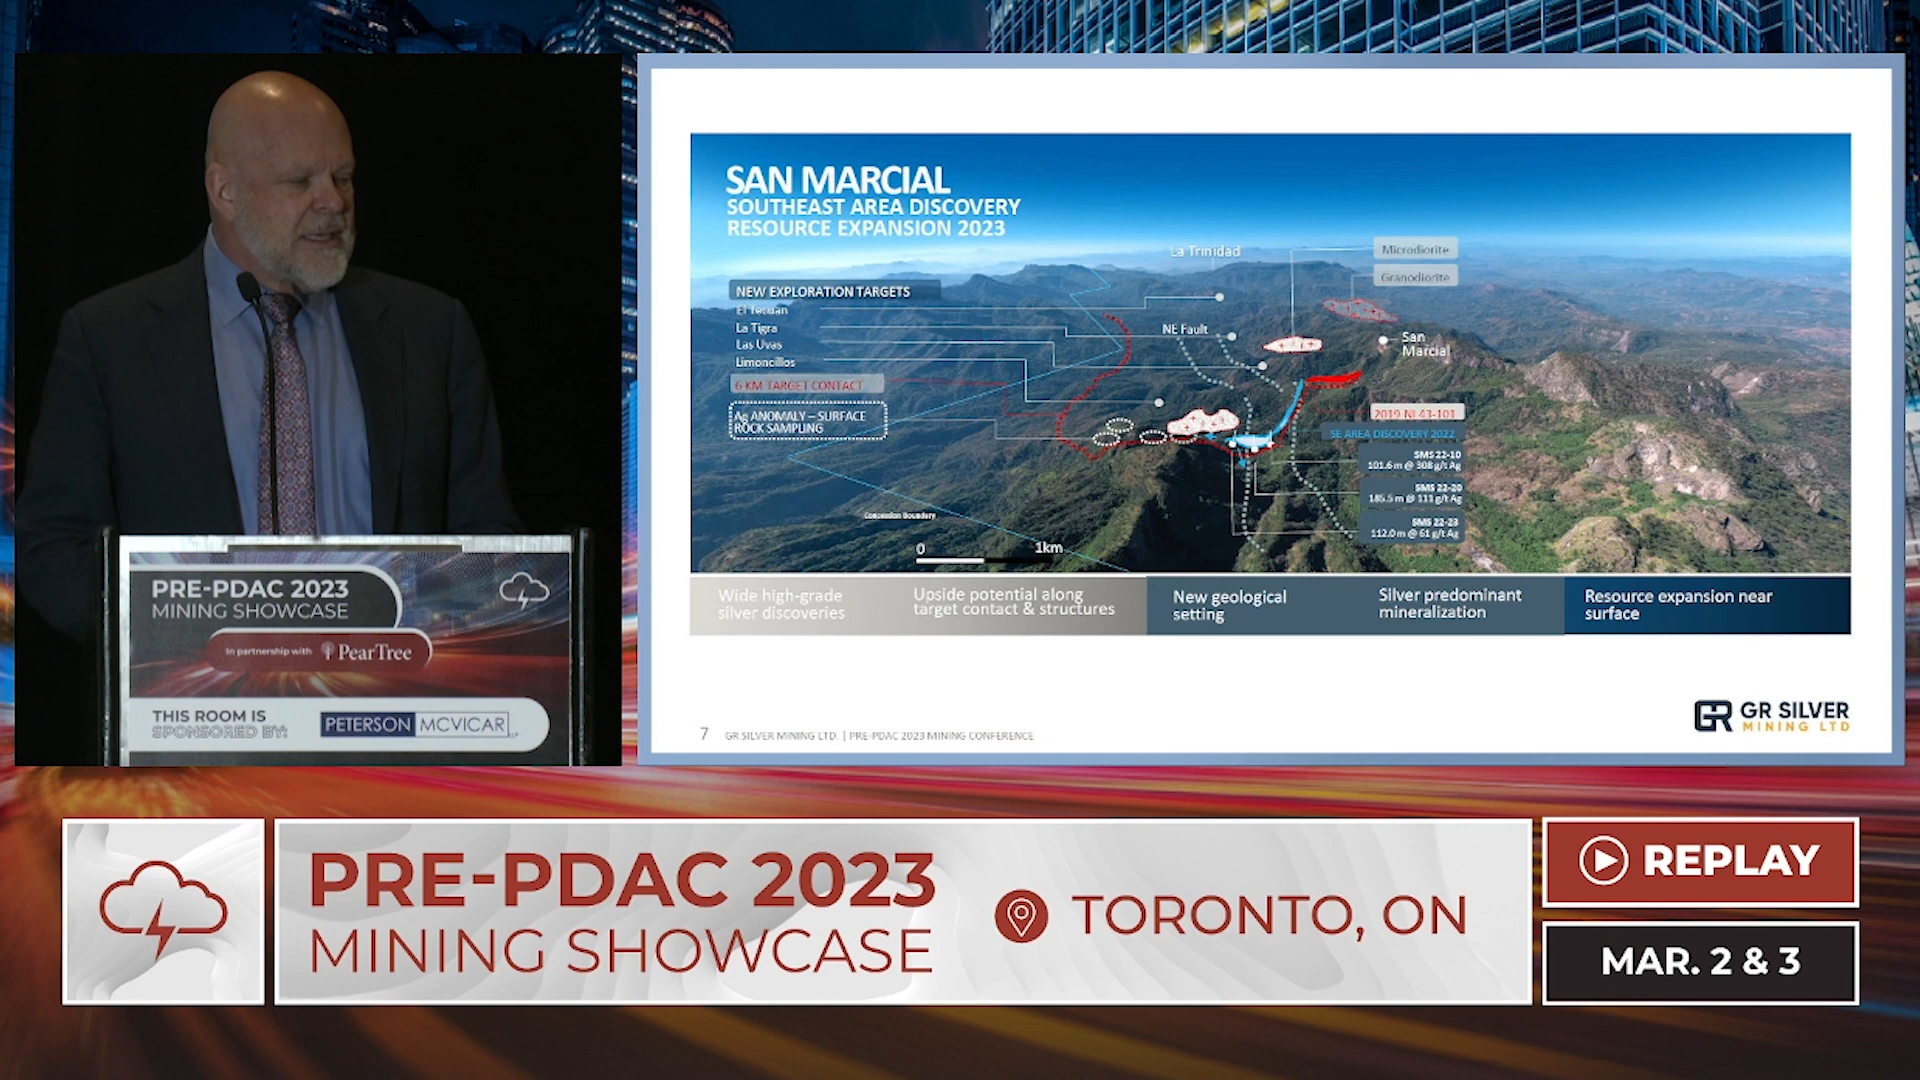 PRE-PDAC 2023
MINING SHOWCASE
In partnership with PearTree
THIS ROOM IS
SPONSORED BY:
PETERSON MCVICAR LLP
SAN MARCIAL
SOUTHEAST AREA DISCOVERY
RESOURCE EXPANSION 2023
NEW EXPLORATION TARGETS
El Tecuan
La Tigra
Las Uvas
Limoncillos
6 KM TARGET CONTACT
Ag ANOMALY – SURFACE
ROCK SAMPLING
La Trinidad
Microdiorite
Granodiorite
NE Fault
San
Marcial
2019 NI 43-101
SE AREA DISCOVERY 2022
SMS 22-10
101.6 m @ 308 g/t Ag
SMS 22-20
185.5 m @ 111 g/t Ag
SMS 22-23
112.0 m @ 61 g/t Ag
Concession Boundary
0 1km
Wide high-grade
silver discoveries
Upside potential along
target contact & structures
New geological
setting
Silver predominant
mineralization
Resource expansion near
surface
GR SILVER
MINING LTD
7 GR SILVER MINING LTD. | PRE-PDAC 2023 MINING CONFERENCE
PRE-PDAC 2023
MINING SHOWCASE
TORONTO, ON
REPLAY
MAR. 2 & 3